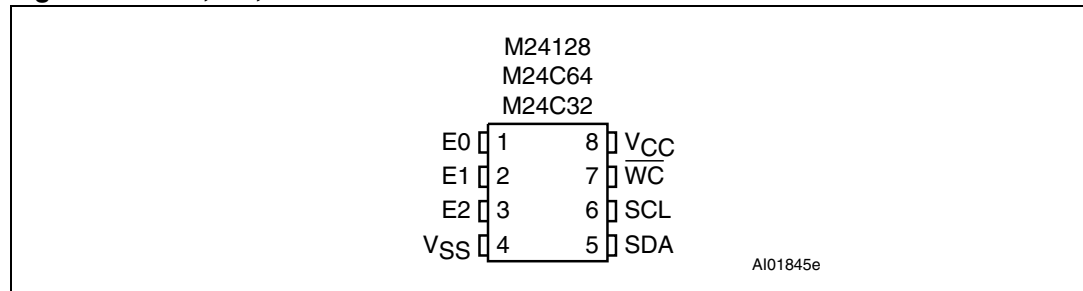 M24128
M24C64
M24C32
E0 1 8 VCC
E1 2 7 W̅C̅
E2 3 6 SCL
VSS 4 5 SDA
AI01845e